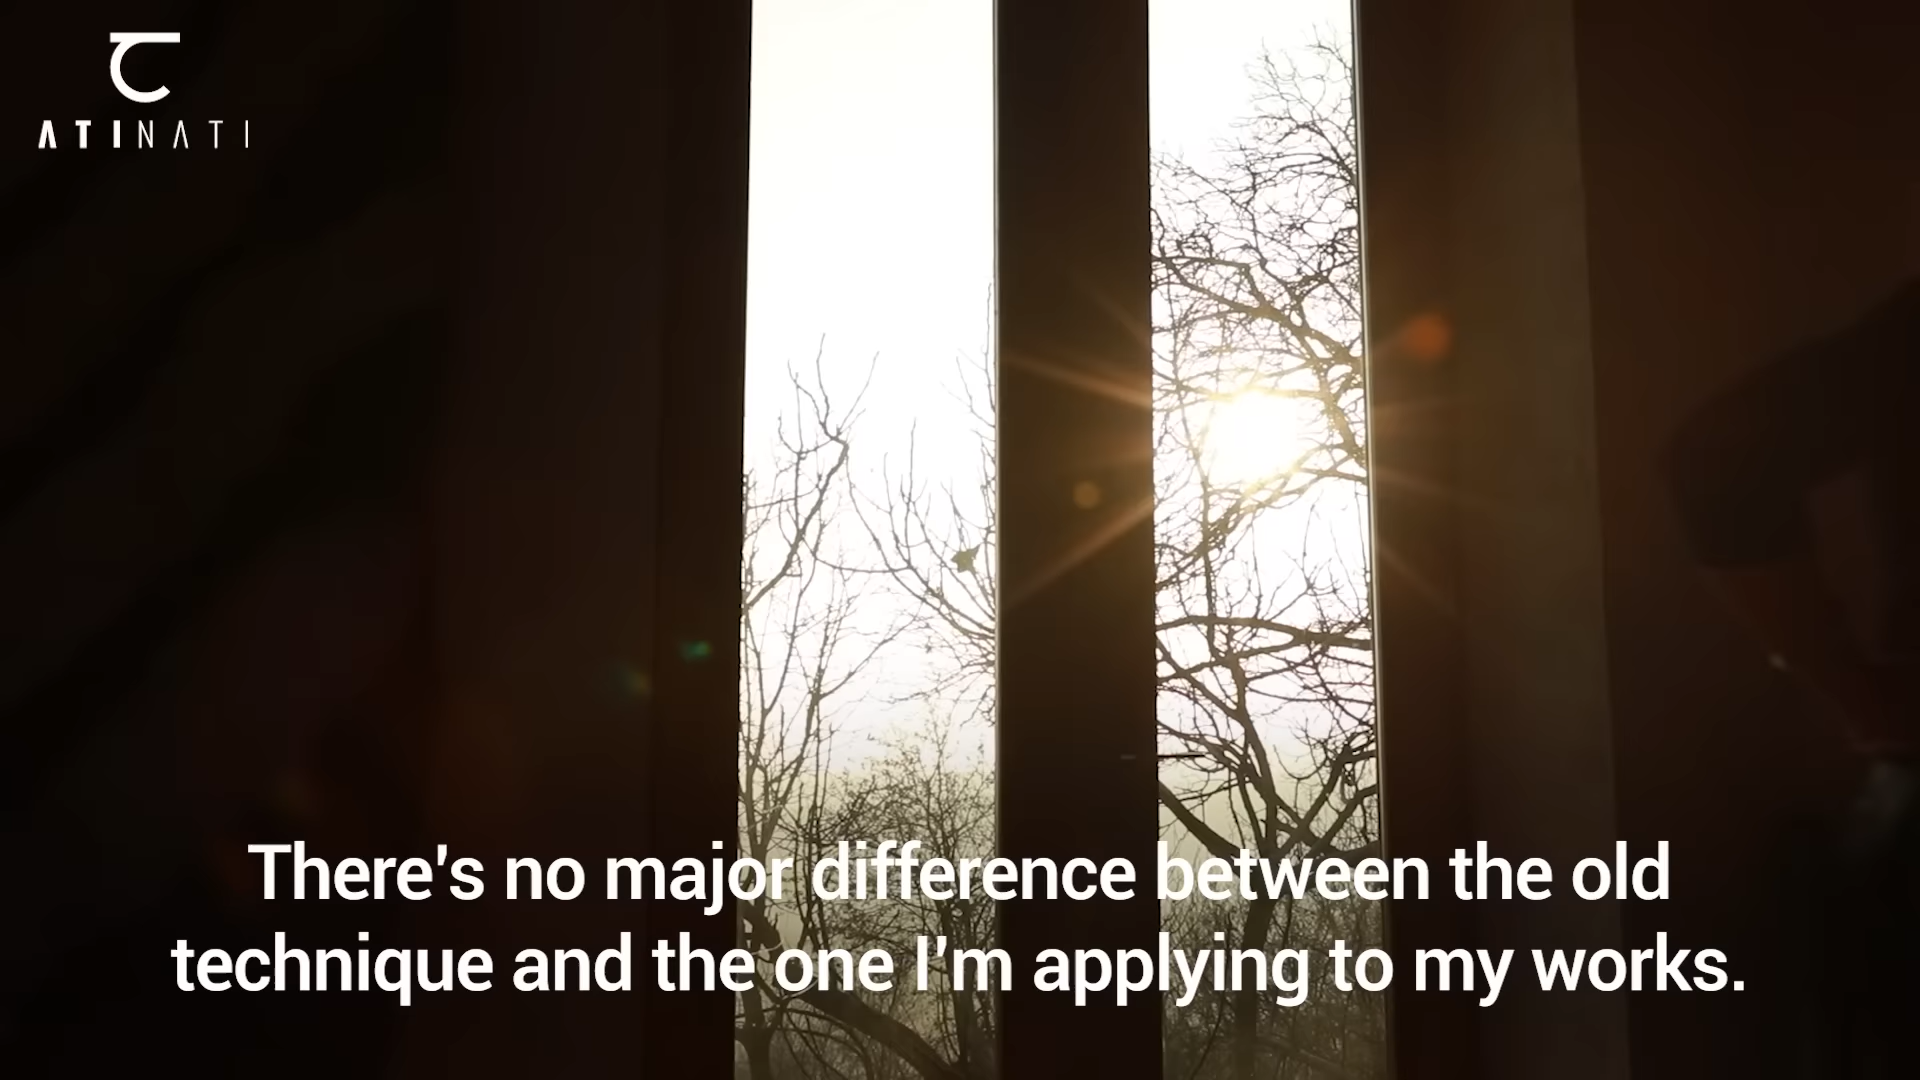 ATINATI
There's no major difference between the old
technique and the one I'm applying to my works.